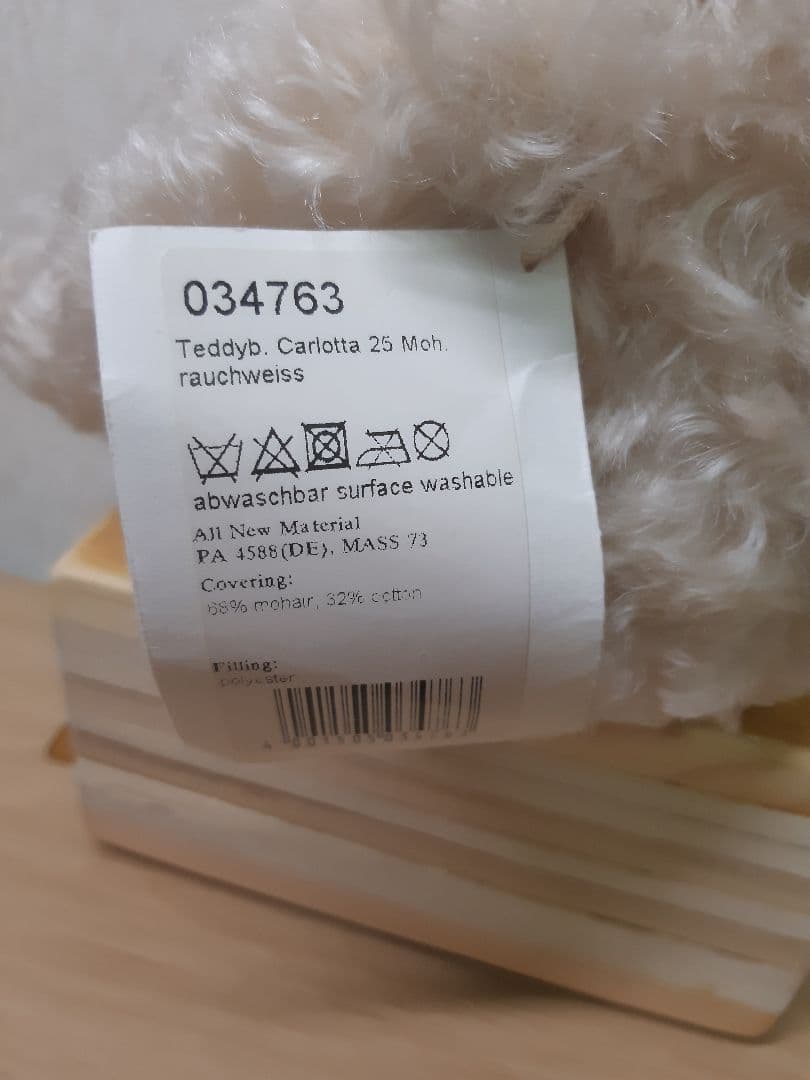 034763
Teddyb. Carlotta 25 Moh.
rauchweiss
abwaschbar surface washable
All New Material
PA 4588(DE), MASS 73
Covering:
68% mohair, 32% cotton
Filling:
polyester